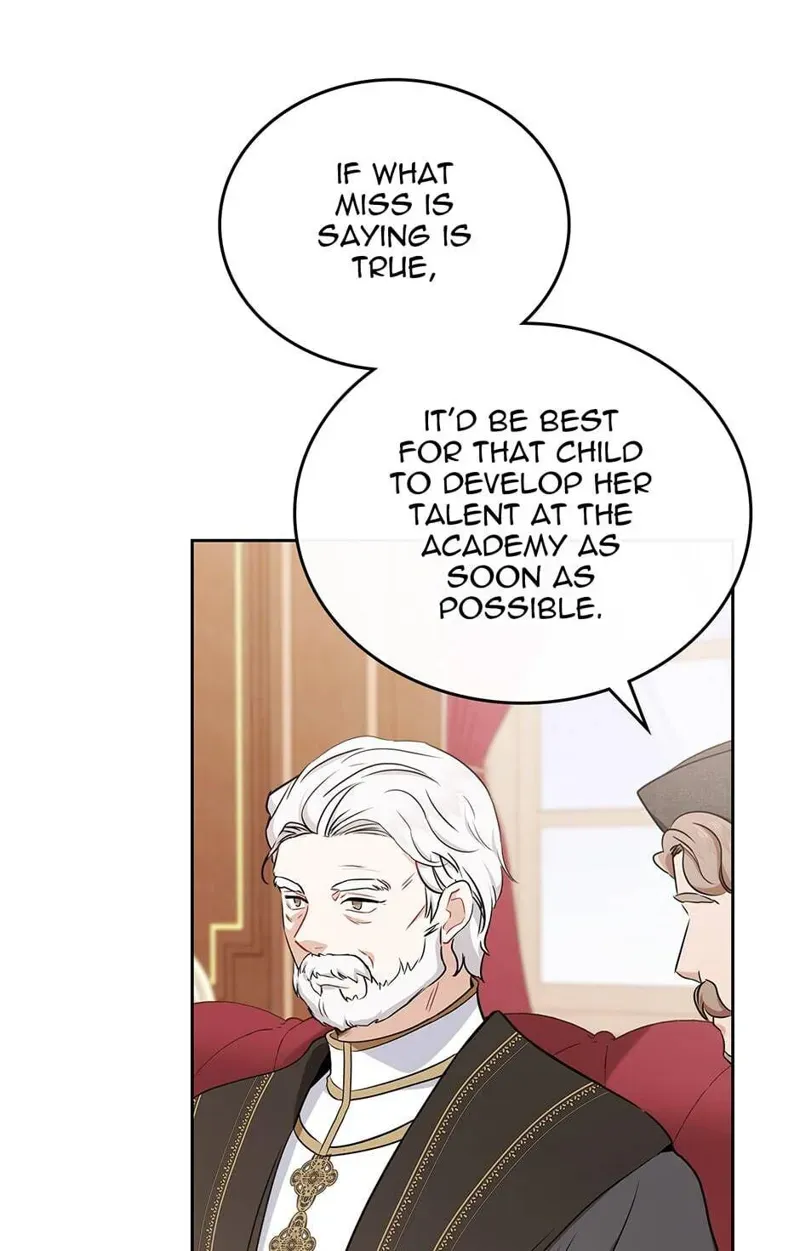 IF WHAT
MISS IS
SAYING IS
TRUE,
IT'D BE BEST
FOR THAT CHILD
TO DEVELOP HER
TALENT AT THE
ACADEMY AS
SOON AS
POSSIBLE.